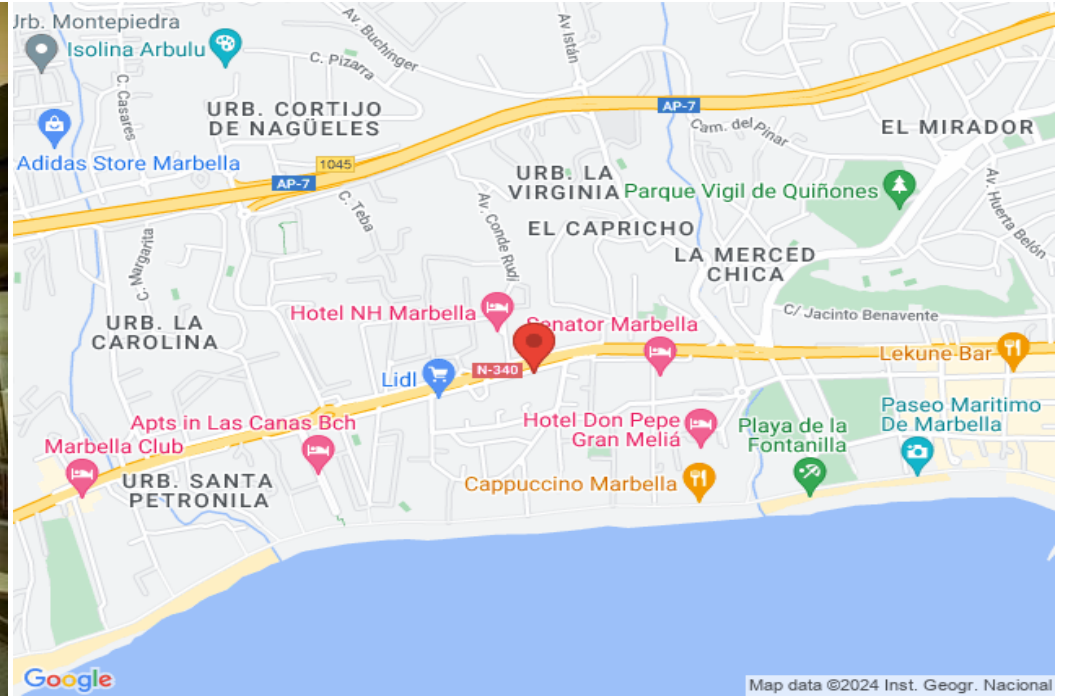 Urb. Montepiedra
Isolina Arbulu
C. Casares
Adidas Store Marbella
Av. Buchinger
C. Pizarra
Av Istán
URB. CORTIJO
DE NAGÜELES
AP-7
Cam. del Pinar
EL MIRADOR
1045
AP-7
URB. LA
VIRGINIA
Parque Vigil de Quiñones
Av. Huerta Belón
C. Teba
Av. Conde Rudi
EL CAPRICHO
C. Margarita
LA MERCED
CHICA
Hotel NH Marbella
Senator Marbella
C/ Jacinto Benavente
URB. LA
CAROLINA
Lekune Bar
N-340
Lidl
Apts in Las Canas Bch
Hotel Don Pepe
Gran Meliá
Playa de la
Fontanilla
Paseo Maritimo
De Marbella
Marbella Club
URB. SANTA
PETRONILA
Cappuccino Marbella
Google
Map data ©2024 Inst. Geogr. Nacional